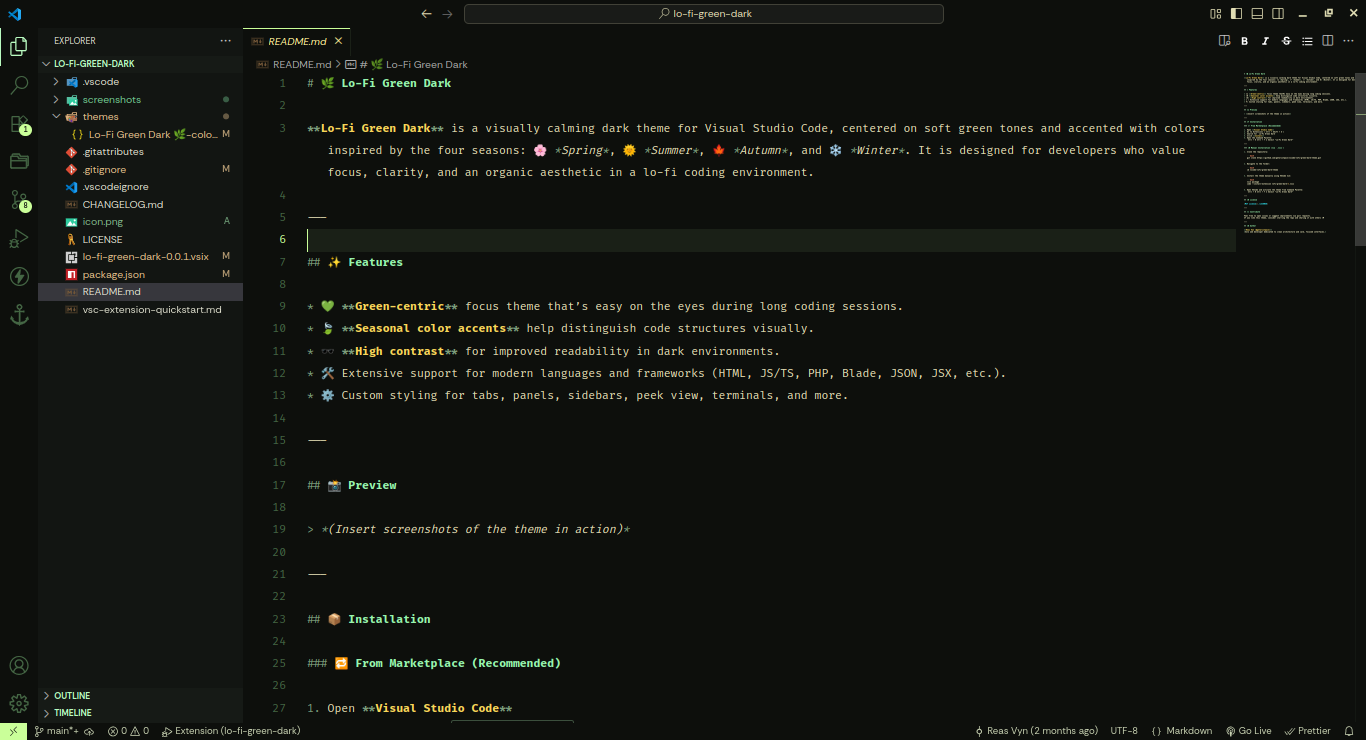 lo-fi-green-dark
EXPLORER
LO-FI-GREEN-DARK
.vscode
screenshots
themes
{} Lo-Fi Green Dark 🌿-colo... M
.gitattributes
.gitignore M
.vscodeignore
CHANGELOG.md
icon.png A
LICENSE
lo-fi-green-dark-0.0.1.vsix M
package.json M
README.md
vsc-extension-quickstart.md
OUTLINE
TIMELINE
1
8
README.md
B I S
README.md > # 🌿 Lo-Fi Green Dark
1 # 🌿 Lo-Fi Green Dark
2
3 **Lo-Fi Green Dark** is a visually calming dark theme for Visual Studio Code, centered on soft green tones and accented with colors
inspired by the four seasons: 🌸 *Spring*, 🌞 *Summer*, 🍁 *Autumn*, and ❄️ *Winter*. It is designed for developers who value
focus, clarity, and an organic aesthetic in a lo-fi coding environment.
4
5 ---
6
7 ## ✨ Features
8
9 * 💚 **Green-centric** focus theme that's easy on the eyes during long coding sessions.
10 * 🍃 **Seasonal color accents** help distinguish code structures visually.
11 * 🕶️ **High contrast** for improved readability in dark environments.
12 * 🛠️ Extensive support for modern languages and frameworks (HTML, JS/TS, PHP, Blade, JSON, JSX, etc.).
13 * ⚙️ Custom styling for tabs, panels, sidebars, peek view, terminals, and more.
14
15 ---
16
17 ## 📸 Preview
18
19 > *(Insert screenshots of the theme in action)*
20
21 ---
22
23 ## 📦 Installation
24
25 ### 🔁 From Marketplace (Recommended)
26
27 1. Open **Visual Studio Code**
main*+ 0 0 Extension (lo-fi-green-dark) Reas Vyn (2 months ago) UTF-8 {} Markdown Go Live Prettier